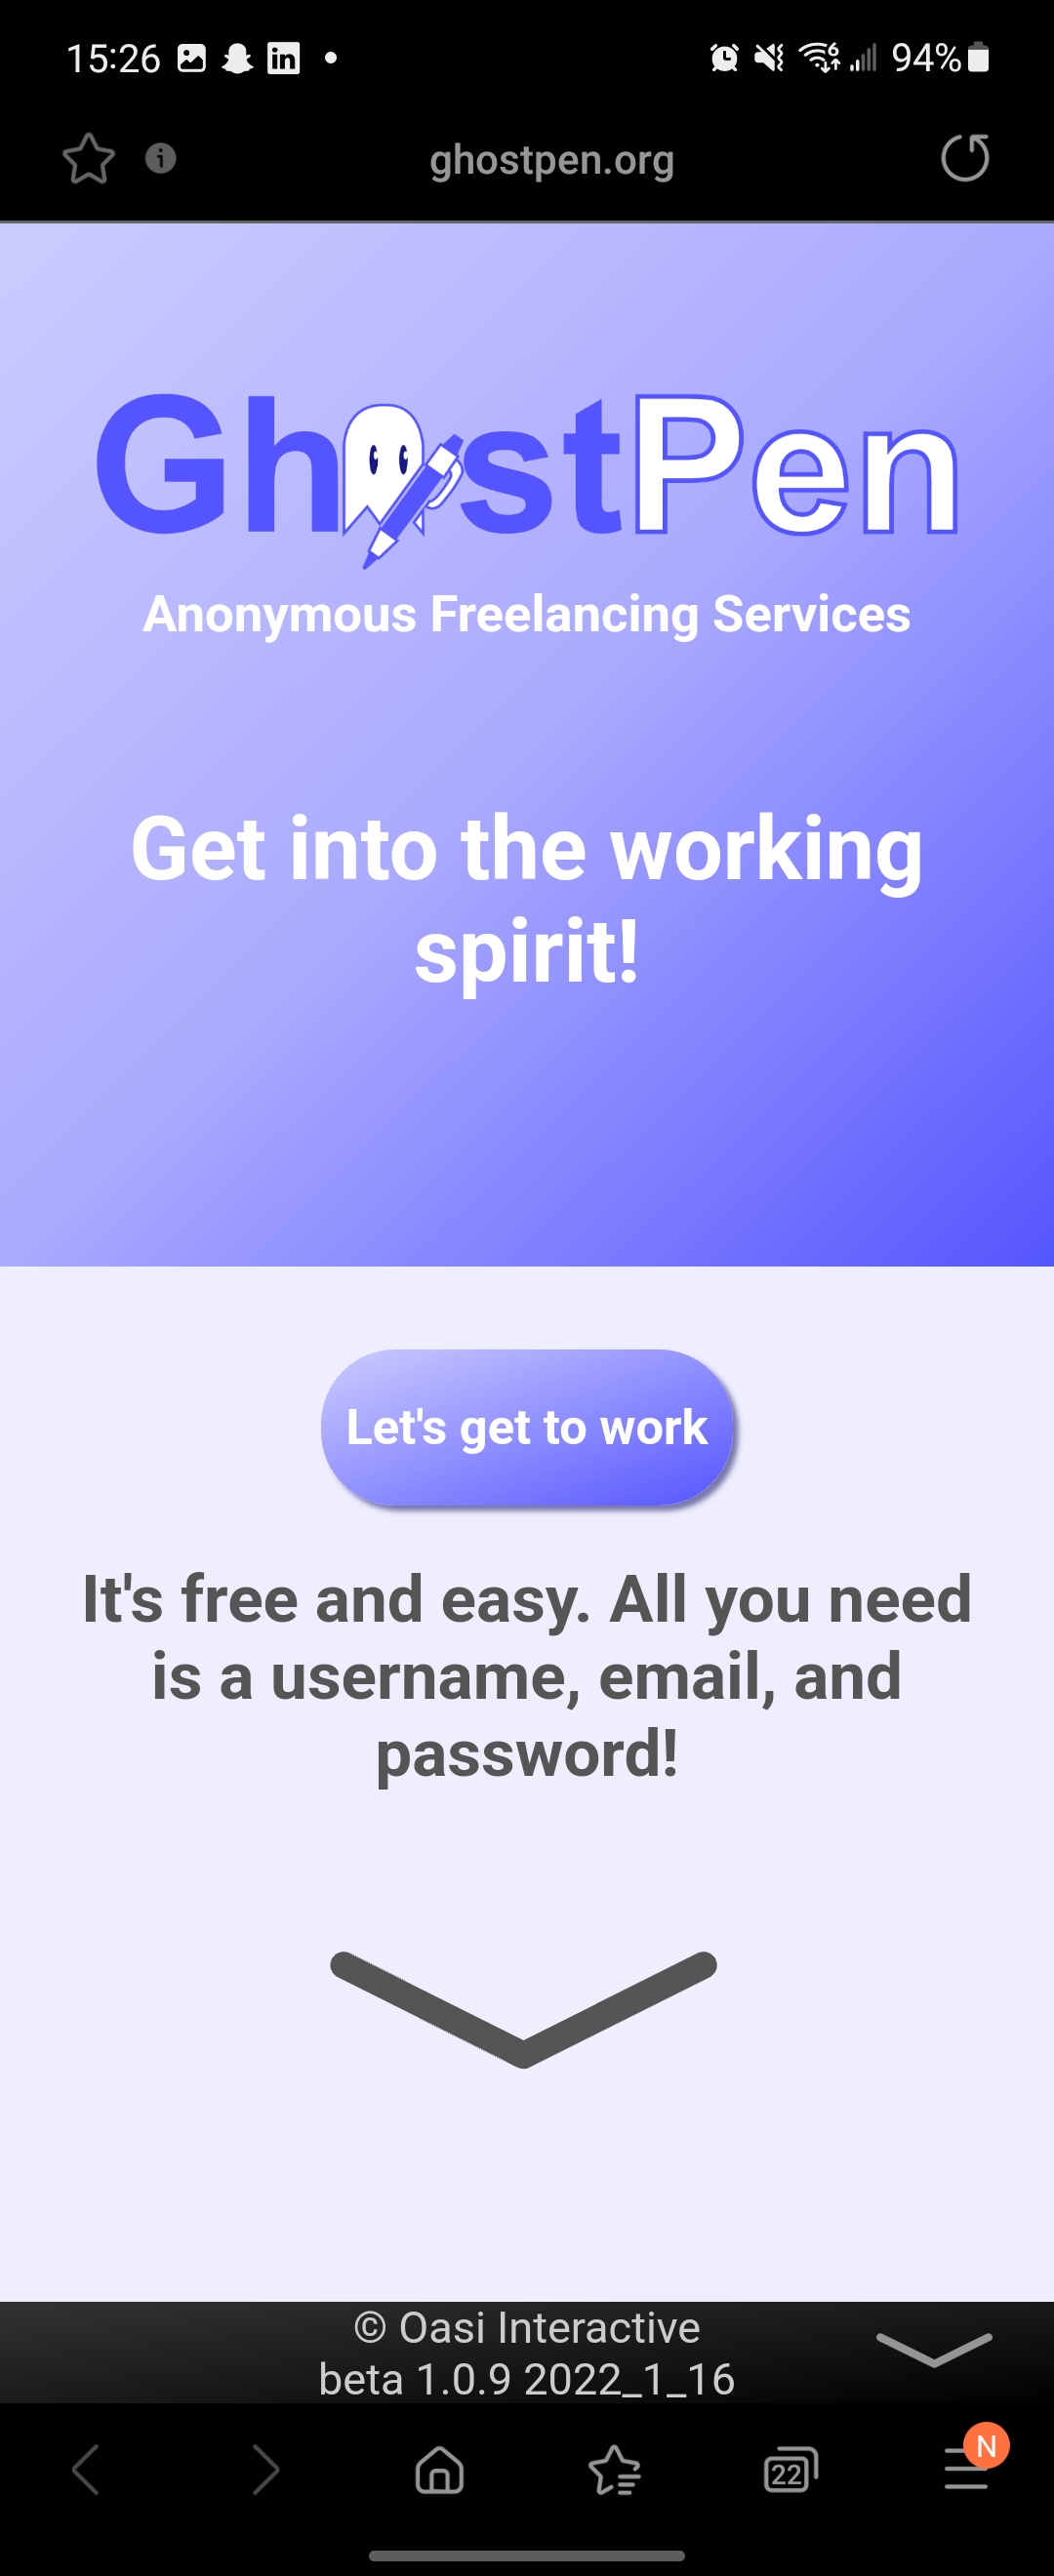 15:26
94%
ghostpen.org
GhostPen
Anonymous Freelancing Services
Get into the working
spirit!
Let's get to work
It's free and easy. All you need
is a username, email, and
password!
© Oasi Interactive
beta 1.0.9 2022_1_16
22
N